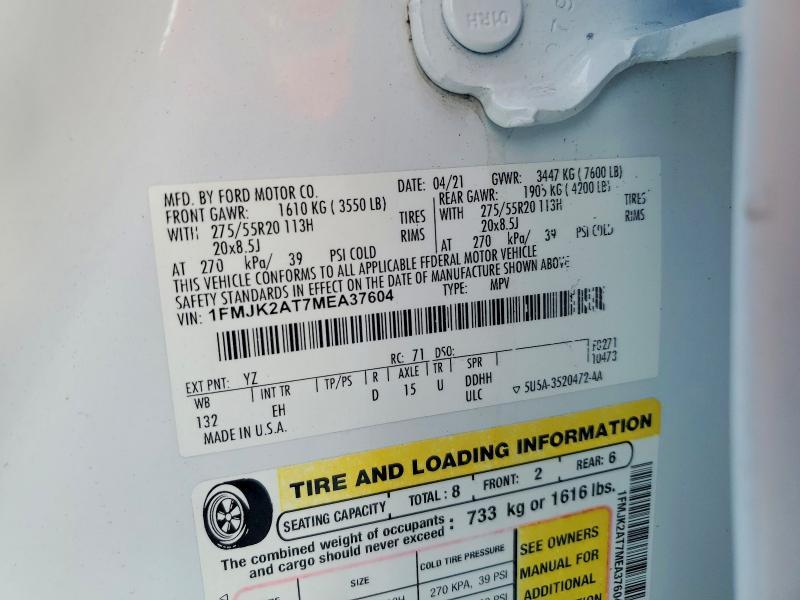 01RH
MFD. BY FORD MOTOR CO. DATE: 04/21 GVWR: 3447 KG ( 7600 LB)
FRONT GAWR: 1610 KG ( 3550 LB) REAR GAWR: 1905 KG ( 4200 LB)
WITH 275/55R20 113H TIRES WITH 275/55R20 113H TIRES
20x8.5J RIMS 20x8.5J RIMS
AT 270 kPa/ 39 PSI COLD AT 270 kPa/ 39 PSI COLD
THIS VEHICLE CONFORMS TO ALL APPLICABLE FEDERAL MOTOR VEHICLE
SAFETY STANDARDS IN EFFECT ON THE DATE OF MANUFACTURE SHOWN ABOVE
VIN: 1FMJK2AT7MEA37604 TYPE: MPV
EXT PNT: YZ RC: 71 DSO: F0271
WB INT TR TP/PS R AXLE TR SPR 10473
132 EH D 15 U DDHH
ULC ▽ 5U5A-3520472-AA
MADE IN U.S.A.
TIRE AND LOADING INFORMATION
SEATING CAPACITY TOTAL : 8 FRONT: 2 REAR: 6
The combined weight of occupants and cargo should never exceed : 733 kg or 1616 lbs.
SIZE COLD TIRE PRESSURE
270 KPA, 39 PSI
SEE OWNERS
MANUAL FOR
ADDITIONAL
1FMJK2AT7MEA37604